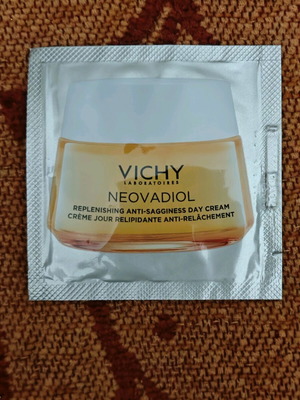 VICHY
LABORATOIRES
NEOVADIOL
REPLENISHING ANTI-SAGGINESS DAY CREAM
CRÈME JOUR RELIPIDANTE ANTI-RELÂCHEMENT